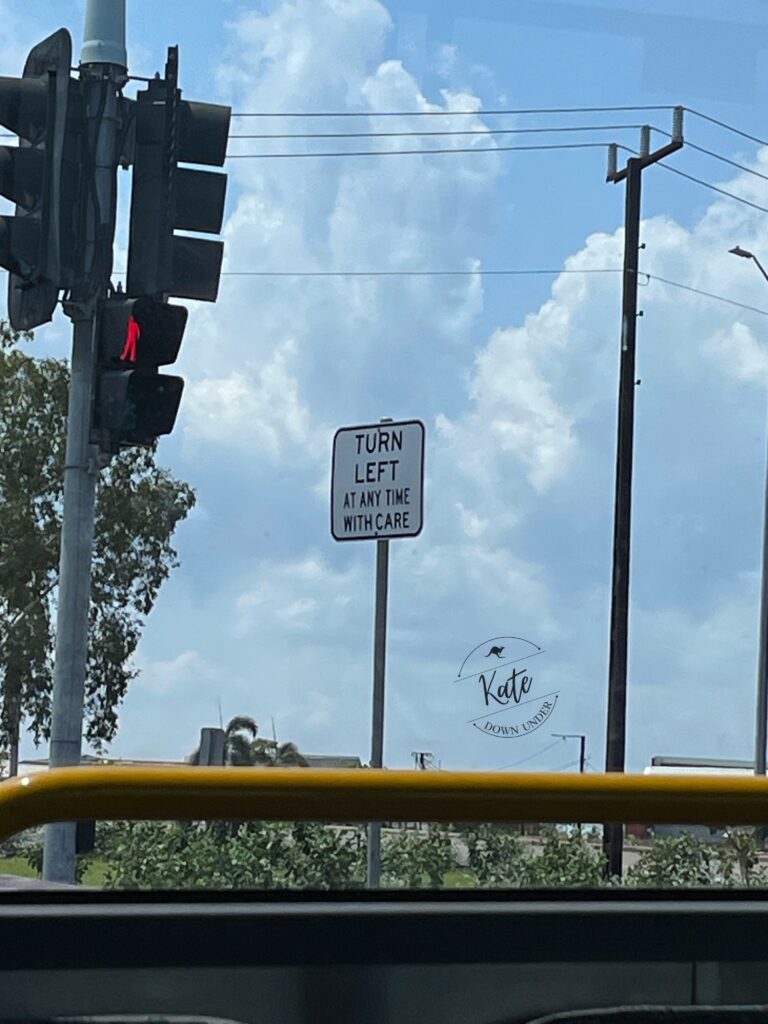 TURN
LEFT
AT ANY TIME
WITH CARE
Kate
DOWN UNDER